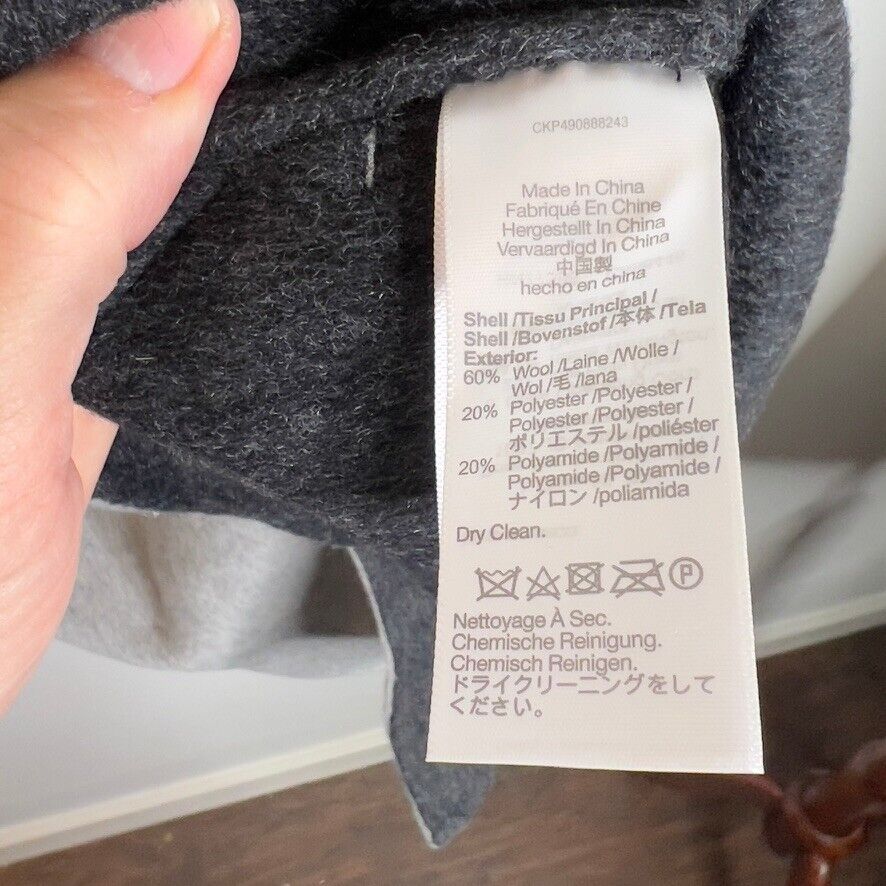 CKP490888243
Made In China
Fabriqué En Chine
Hergestellt In China
Vervaardigd In China
中国製
hecho en china
Shell /Tissu Principal /
Shell /Bovenstof /本体 /Tela
Exterior:
60% Wool /Laine /Wolle /
Wol /毛 /lana
20% Polyester /Polyester /
Polyester /Polyester /
ポリエステル /poliéster
20% Polyamide /Polyamide /
Polyamide /Polyamide /
ナイロン /poliamida
Dry Clean.
P
Nettoyage À Sec.
Chemische Reinigung.
Chemisch Reinigen.
ドライクリーニングをして
ください。